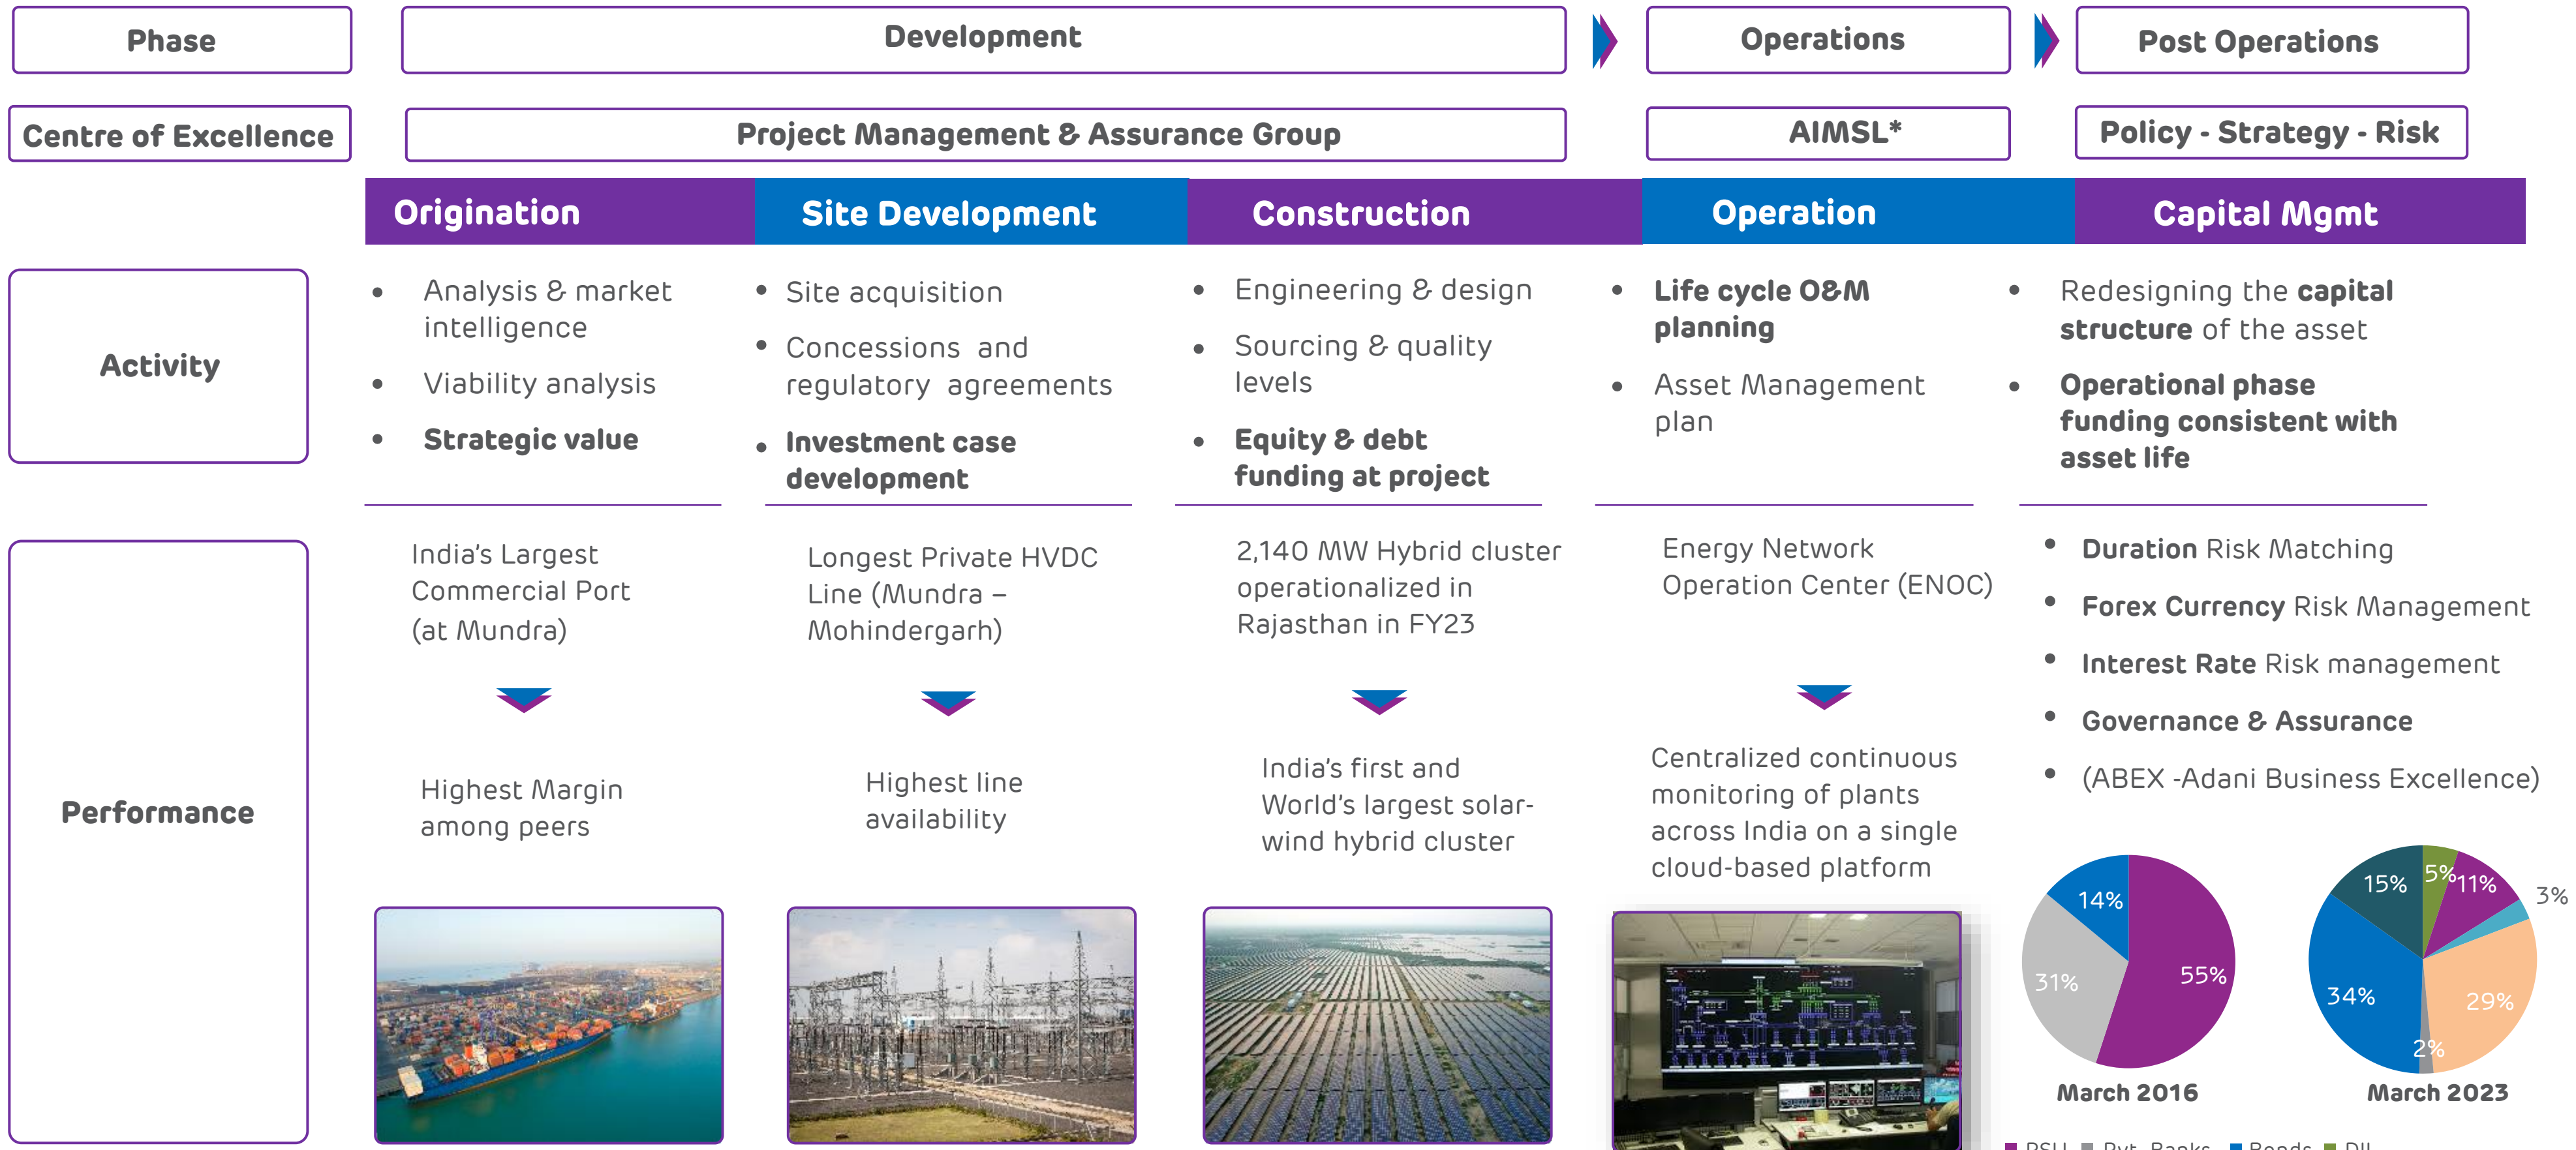 Phase
Development
Operations
Post Operations
Centre of Excellence
Project Management & Assurance Group
AIMSL*
Policy - Strategy - Risk
Origination
Site Development
Construction
Operation
Capital Mgmt
Activity
Analysis & market
intelligence
Viability analysis
Strategic value
Site acquisition
Concessions and
regulatory agreements
Investment case
development
Engineering & design
Sourcing & quality
levels
Equity & debt
funding at project
Life cycle O&M
planning
Asset Management
plan
Redesigning the capital
structure of the asset
Operational phase
funding consistent with
asset life
Performance
India's Largest
Commercial Port
(at Mundra)
Highest Margin
among peers
Longest Private HVDC
Line (Mundra –
Mohindergarh)
Highest line
availability
2,140 MW Hybrid cluster
operationalized in
Rajasthan in FY23
India's first and
World's largest solar-
wind hybrid cluster
Energy Network
Operation Center (ENOC)
Centralized continuous
monitoring of plants
across India on a single
cloud-based platform
Duration Risk Matching
Forex Currency Risk Management
Interest Rate Risk management
Governance & Assurance
(ABEX -Adani Business Excellence)
14%
31%
55%
March 2016
15%
5%
11%
3%
34%
29%
2%
March 2023
PSU Pvt. Banks Bonds DII